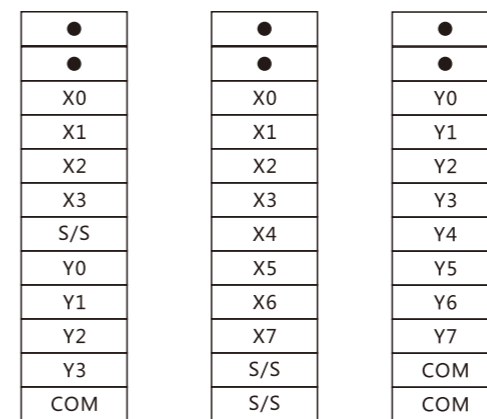 ● ● ●
● ● ●
X0 X0 Y0
X1 X1 Y1
X2 X2 Y2
X3 X3 Y3
S/S X4 Y4
Y0 X5 Y5
Y1 X6 Y6
Y2 X7 Y7
Y3 S/S COM
COM S/S COM